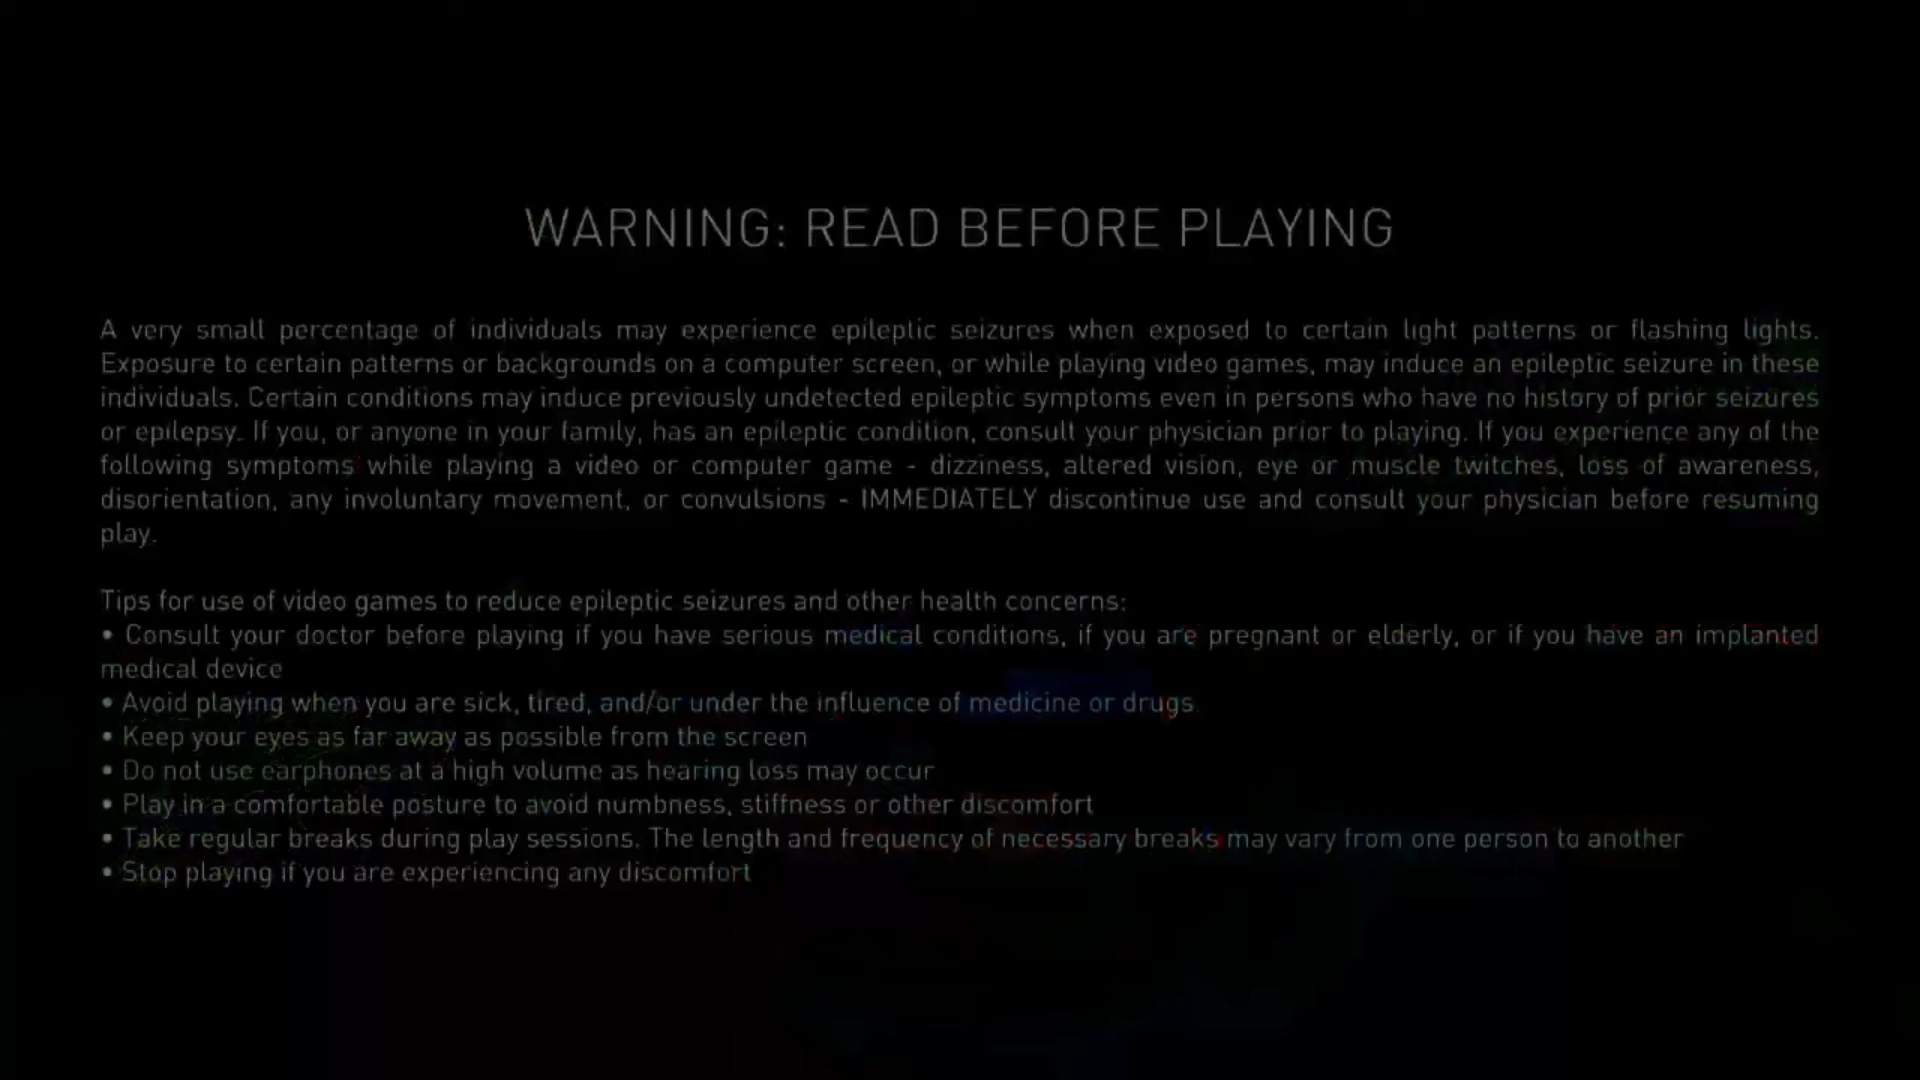 WARNING: READ BEFORE PLAYING
A very small percentage of individuals may experience epileptic seizures when exposed to certain light patterns or flashing lights.
Exposure to certain patterns or backgrounds on a computer screen, or while playing video games, may induce an epileptic seizure in these
individuals. Certain conditions may induce previously undetected epileptic symptoms even in persons who have no history of prior seizures
or epilepsy. If you, or anyone in your family, has an epileptic condition, consult your physician prior to playing. If you experience any of the
following symptoms while playing a video or computer game - dizziness, altered vision, eye or muscle twitches, loss of awareness,
disorientation, any involuntary movement, or convulsions - IMMEDIATELY discontinue use and consult your physician before resuming
play.
Tips for use of video games to reduce epileptic seizures and other health concerns:
• Consult your doctor before playing if you have serious medical conditions, if you are pregnant or elderly, or if you have an implanted
medical device
• Avoid playing when you are sick, tired, and/or under the influence of medicine or drugs
• Keep your eyes as far away as possible from the screen
• Do not use earphones at a high volume as hearing loss may occur
• Play in a comfortable posture to avoid numbness, stiffness or other discomfort
• Take regular breaks during play sessions. The length and frequency of necessary breaks may vary from one person to another
• Stop playing if you are experiencing any discomfort